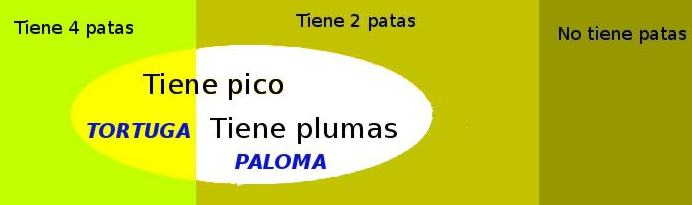 Tiene 4 patas
Tiene 2 patas
No tiene patas
Tiene pico
TORTUGA
Tiene plumas
PALOMA